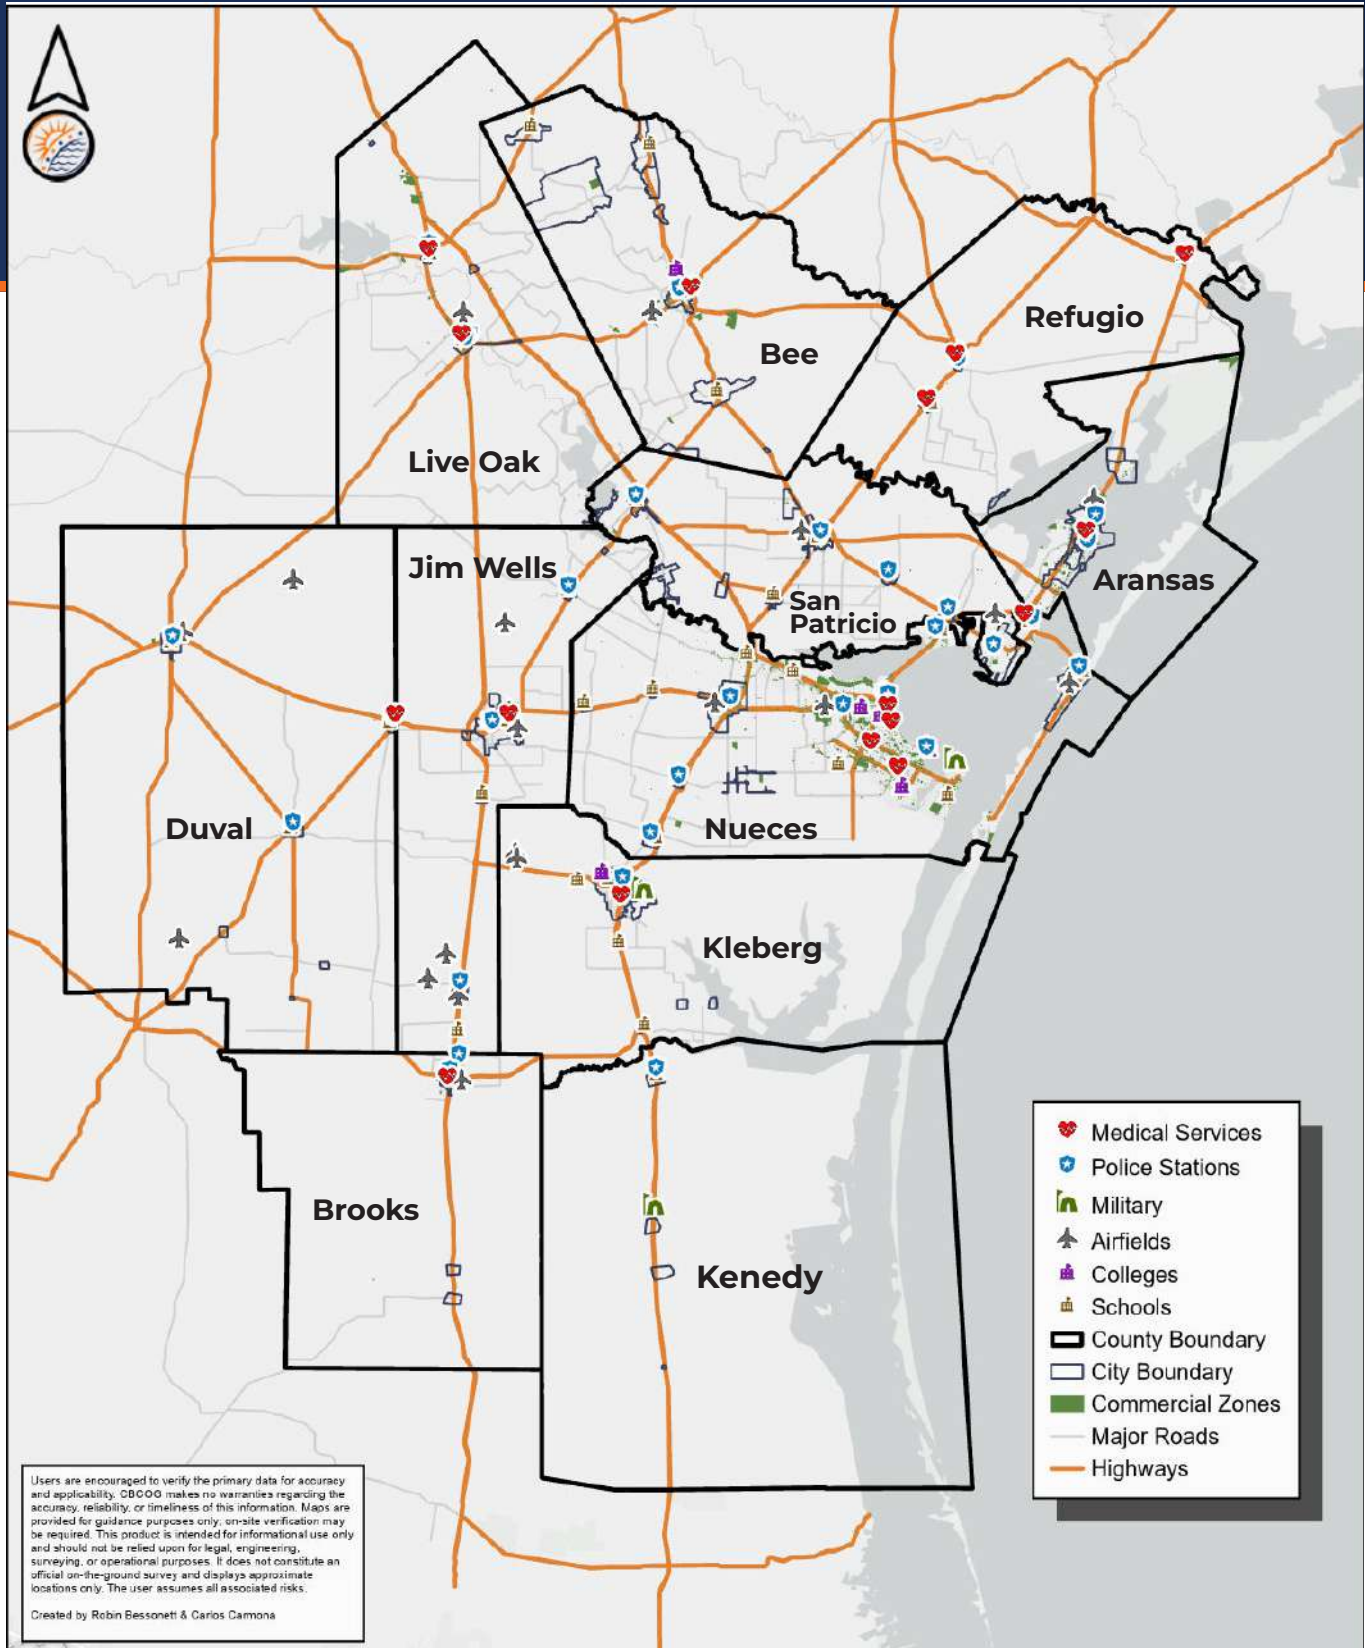 Refugio
Bee
Live Oak
Jim Wells
Aransas
San
Patricio
Duval
Nueces
Kleberg
Brooks
Kenedy
Medical Services
Police Stations
Military
Airfields
Colleges
Schools
County Boundary
City Boundary
Commercial Zones
Major Roads
Highways
Users are encouraged to verify the primary data for accuracy
and applicability. CBCOG makes no warranties regarding the
accuracy, reliability, or timeliness of this information. Maps are
provided for guidance purposes only; on-site verification may
be required. This product is intended for informational use only
and should not be relied upon for legal, engineering,
surveying, or operational purposes. It does not constitute an
official on-the-ground survey and displays approximate
locations only. The user assumes all associated risks.
Created by Robin Bessonett & Carlos Carmona